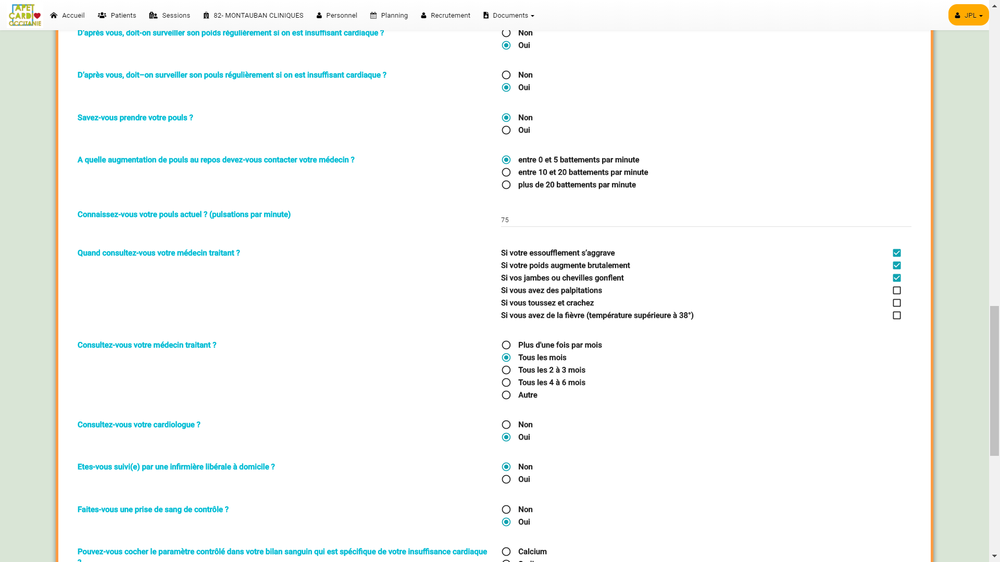 APET
CARDI
OCCITANIE
Accueil
Patients
Sessions
82- MONTAUBAN CLINIQUES
Personnel
Planning
Recrutement
Documents
JPL
D’après vous, doit-on surveiller son poids régulièrement si on est insuffisant cardiaque ?
Non
Oui
D’après vous, doit–on surveiller son pouls régulièrement si on est insuffisant cardiaque ?
Non
Oui
Savez-vous prendre votre pouls ?
Non
Oui
A quelle augmentation de pouls au repos devez-vous contacter votre médecin ?
entre 0 et 5 battements par minute
entre 10 et 20 battements par minute
plus de 20 battements par minute
Connaissez-vous votre pouls actuel ? (pulsations par minute)
75
Quand consultez-vous votre médecin traitant ?
Si votre essoufflement s’aggrave
Si votre poids augmente brutalement
Si vos jambes ou chevilles gonflent
Si vous avez des palpitations
Si vous toussez et crachez
Si vous avez de la fièvre (température supérieure à 38°)
Consultez-vous votre médecin traitant ?
Plus d'une fois par mois
Tous les mois
Tous les 2 à 3 mois
Tous les 4 à 6 mois
Autre
Consultez-vous votre cardiologue ?
Non
Oui
Etes-vous suivi(e) par une infirmière libérale à domicile ?
Non
Oui
Faites-vous une prise de sang de contrôle ?
Non
Oui
Pouvez-vous cocher le paramètre contrôlé dans votre bilan sanguin qui est spécifique de votre insuffisance cardiaque
?
Calcium